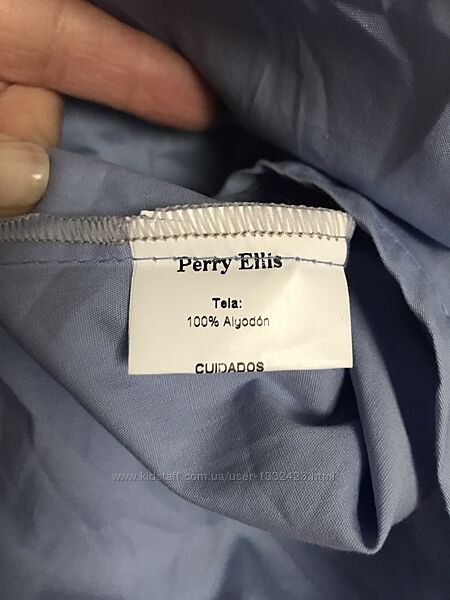 Perry Ellis
Tela:
100% Algodón
CUIDADOS